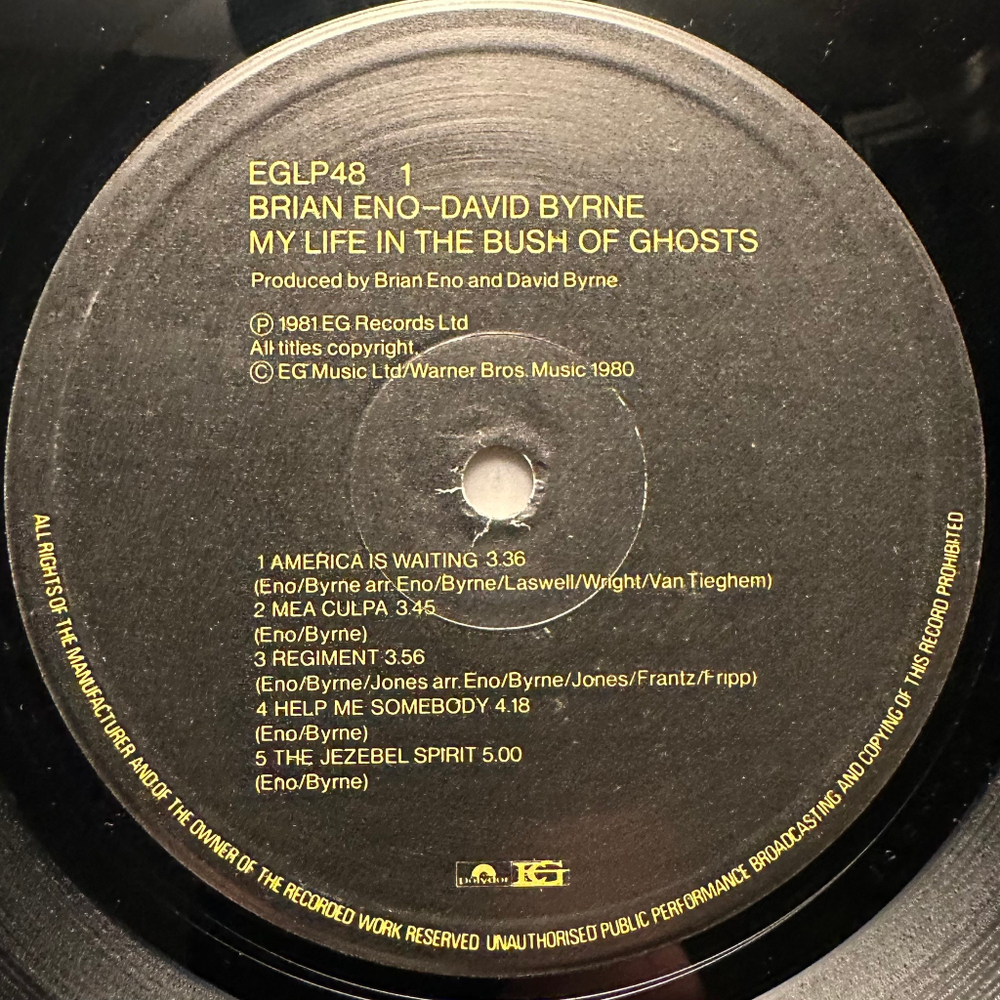 EGLP48 1
BRIAN ENO–DAVID BYRNE
MY LIFE IN THE BUSH OF GHOSTS
Produced by Brian Eno and David Byrne.
Ⓟ 1981 EG Records Ltd
All titles copyright,
© EG Music Ltd/Warner Bros. Music 1980
1 AMERICA IS WAITING 3.36
(Eno/Byrne arr. Eno/Byrne/Laswell/Wright/Van Tieghem)
2 MEA CULPA 3.45
(Eno/Byrne)
3 REGIMENT 3.56
(Eno/Byrne/Jones arr. Eno/Byrne/Jones/Frantz/Fripp)
4 HELP ME SOMEBODY 4.18
(Eno/Byrne)
5 THE JEZEBEL SPIRIT 5.00
(Eno/Byrne)
polydor EG
ALL RIGHTS OF THE MANUFACTURER AND OF THE OWNER OF THE RECORDED WORK RESERVED UNAUTHORISED PUBLIC PERFORMANCE BROADCASTING AND COPYING OF THIS RECORD PROHIBITED